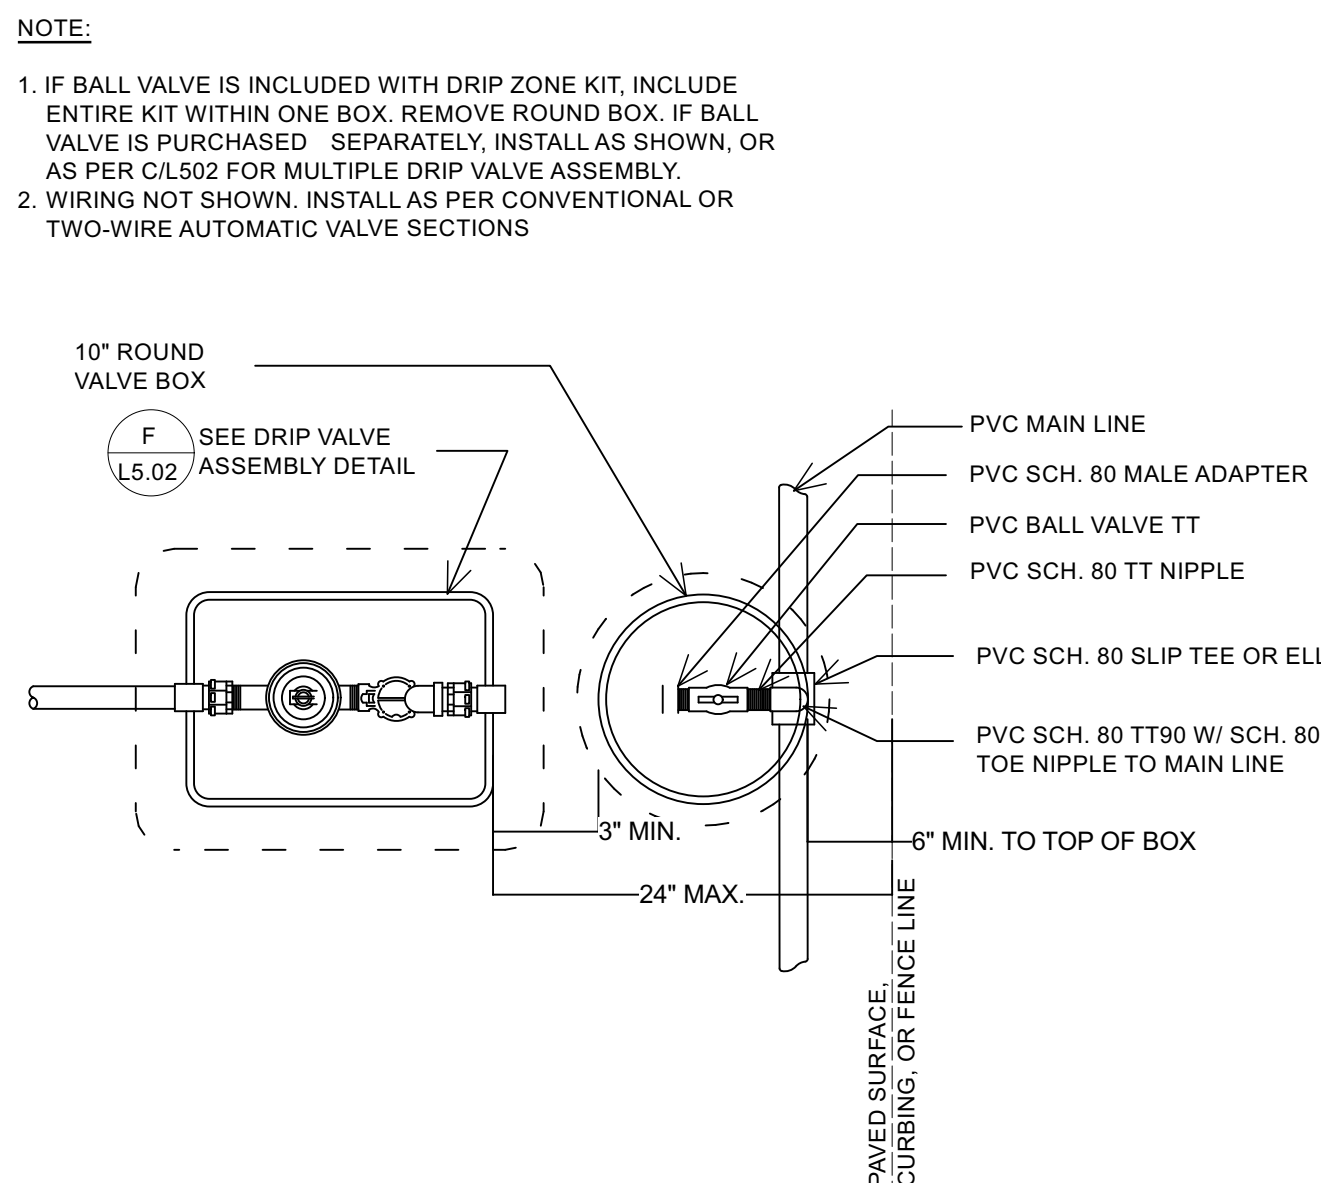 NOTE:
1. IF BALL VALVE IS INCLUDED WITH DRIP ZONE KIT, INCLUDE
ENTIRE KIT WITHIN ONE BOX. REMOVE ROUND BOX. IF BALL
VALVE IS PURCHASED SEPARATELY, INSTALL AS SHOWN, OR
AS PER C/L502 FOR MULTIPLE DRIP VALVE ASSEMBLY.
2. WIRING NOT SHOWN. INSTALL AS PER CONVENTIONAL OR
TWO-WIRE AUTOMATIC VALVE SECTIONS
10" ROUND
VALVE BOX
F
L5.02
SEE DRIP VALVE
ASSEMBLY DETAIL
PVC MAIN LINE
PVC SCH. 80 MALE ADAPTER
PVC BALL VALVE TT
PVC SCH. 80 TT NIPPLE
PVC SCH. 80 SLIP TEE OR ELL
PVC SCH. 80 TT90 W/ SCH. 80
TOE NIPPLE TO MAIN LINE
3" MIN.
6" MIN. TO TOP OF BOX
24" MAX.
PAVED SURFACE,
CURBING, OR FENCE LINE